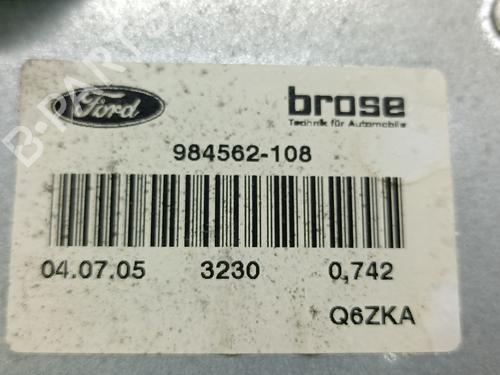 Ford
brose
Technik für Automobile
984562-108
04.07.05 3230 0,742
Q6ZKA
B-PARTS